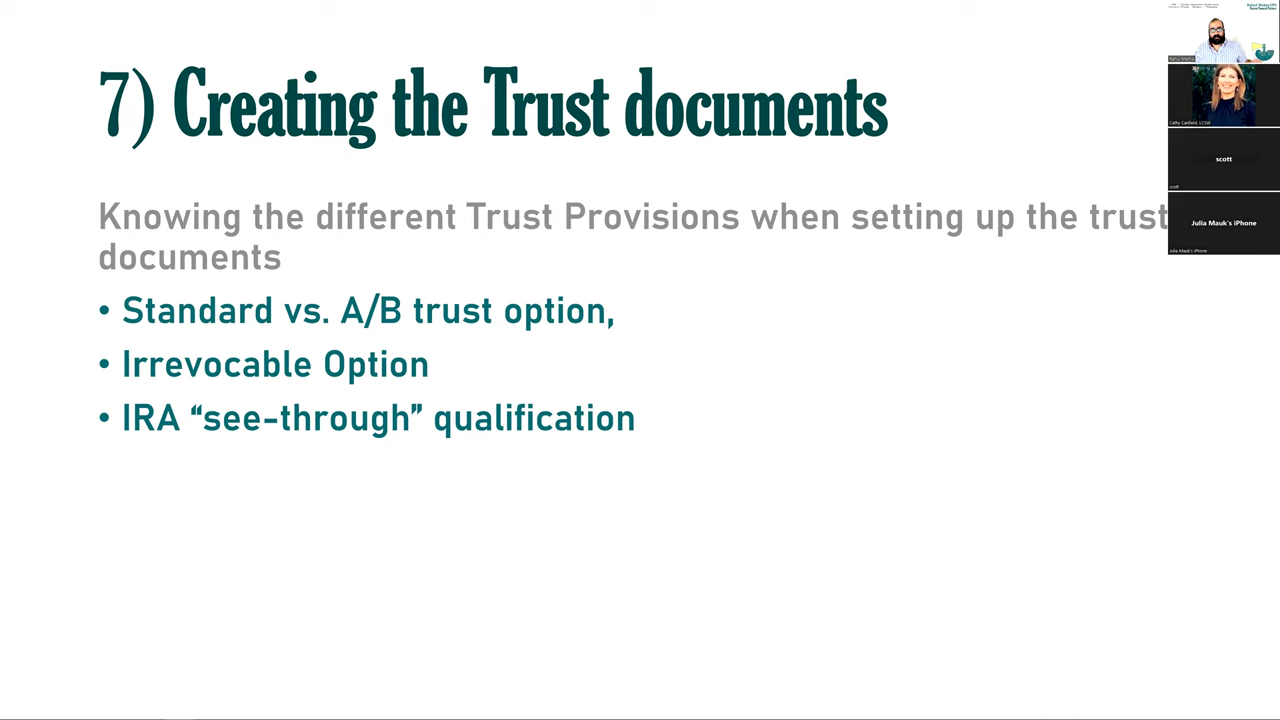 7) Creating the Trust documents
Knowing the different Trust Provisions when setting up the trust
documents
• Standard vs. A/B trust option,
• Irrevocable Option
• IRA “see-through” qualification
Cathy Canfield, LCSW
scott
scott
Julia Mauk's iPhone
Julia Mauk's iPhone